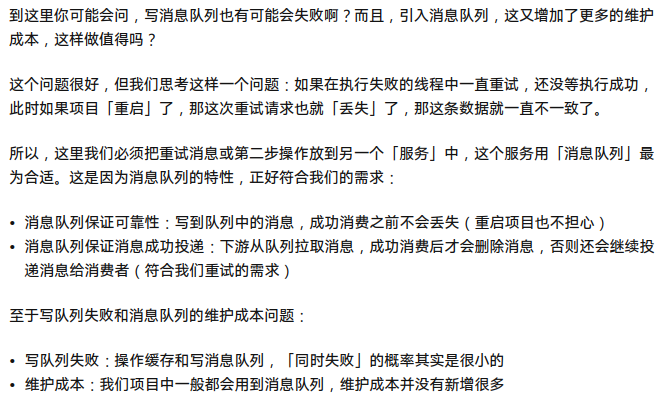 到这里你可能会问，写消息队列也有可能会失败啊？而且，引入消息队列，这又增加了更多的维护
成本，这样做值得吗？
这个问题很好，但我们思考这样一个问题：如果在执行失败的线程中一直重试，还没等执行成功，
此时如果项目「重启」了，那这次重试请求也就「丢失」了，那这条数据就一直不一致了。
所以，这里我们必须把重试消息或第二步操作放到另一个「服务」中，这个服务用「消息队列」最
为合适。这是因为消息队列的特性，正好符合我们的需求：
• 消息队列保证可靠性：写到队列中的消息，成功消费之前不会丢失（重启项目也不担心）
• 消息队列保证消息成功投递：下游从队列拉取消息，成功消费后才会删除消息，否则还会继续投
递消息给消费者（符合我们重试的需求）
至于写队列失败和消息队列的维护成本问题：
• 写队列失败：操作缓存和写消息队列，「同时失败」的概率其实是很小的
• 维护成本：我们项目中一般都会用到消息队列，维护成本并没有新增很多